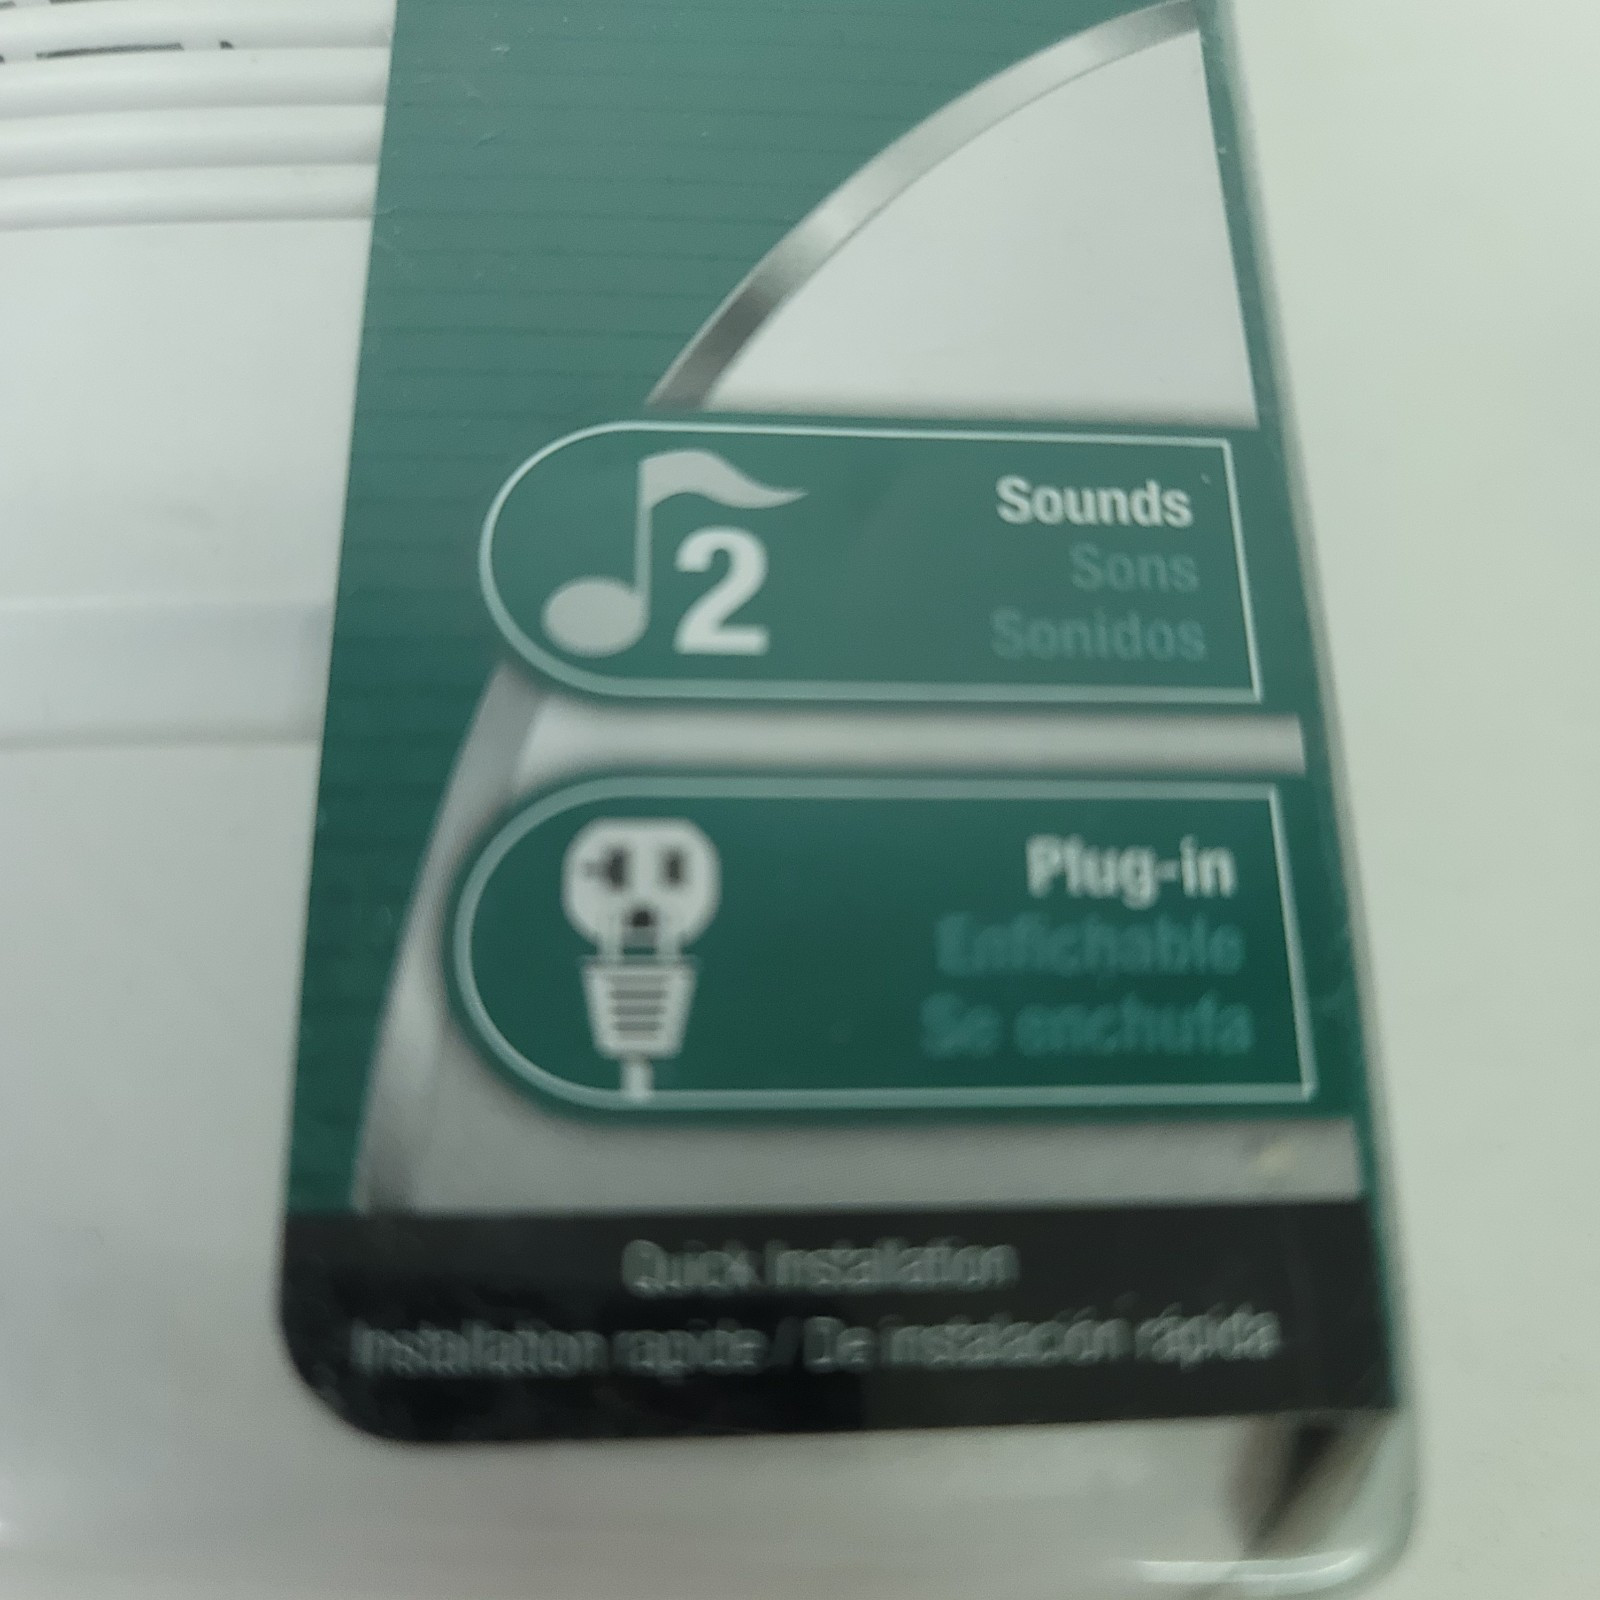 2
Sounds
Sons
Sonidos
Plug-in
Enfichable
Se enchufa
Quick Installation
Installation rapide / De instalación rápida